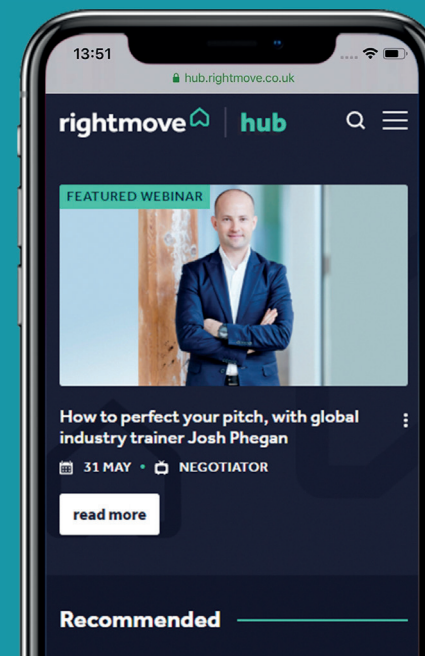 13:51
hub.rightmove.co.uk
rightmove hub
FEATURED WEBINAR
How to perfect your pitch, with global
industry trainer Josh Phegan
31 MAY • NEGOTIATOR
read more
Recommended